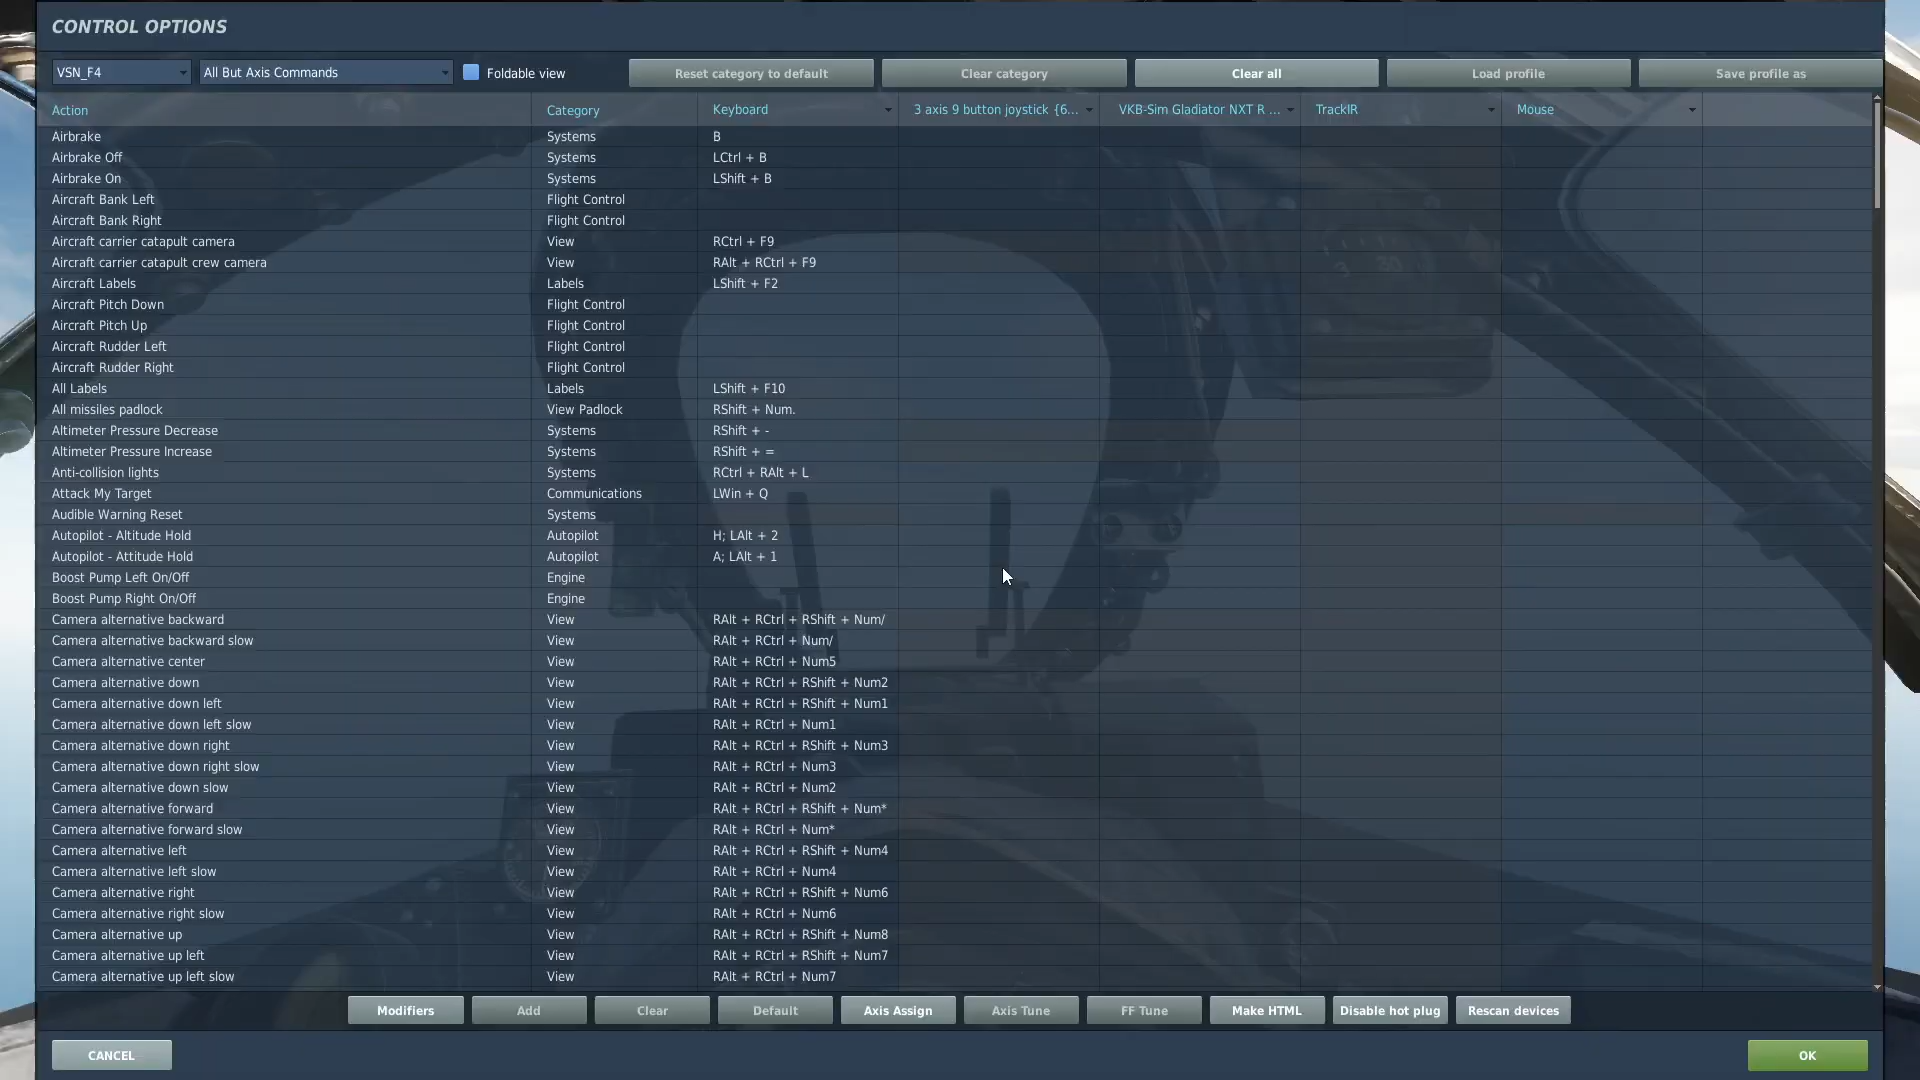 CONTROL OPTIONS
VSN_F4 All But Axis Commands Foldable view Reset category to default Clear category Clear all Load profile Save profile as
Action Category Keyboard 3 axis 9 button joystick {6... VKB-Sim Gladiator NXT R ... TrackIR Mouse
Airbrake Systems B
Airbrake Off Systems LCtrl + B
Airbrake On Systems LShift + B
Aircraft Bank Left Flight Control
Aircraft Bank Right Flight Control
Aircraft carrier catapult camera View RCtrl + F9
Aircraft carrier catapult crew camera View RAlt + RCtrl + F9
Aircraft Labels Labels LShift + F2
Aircraft Pitch Down Flight Control
Aircraft Pitch Up Flight Control
Aircraft Rudder Left Flight Control
Aircraft Rudder Right Flight Control
All Labels Labels LShift + F10
All missiles padlock View Padlock RShift + Num.
Altimeter Pressure Decrease Systems RShift + -
Altimeter Pressure Increase Systems RShift + =
Anti-collision lights Systems RCtrl + RAlt + L
Attack My Target Communications LWin + Q
Audible Warning Reset Systems
Autopilot - Altitude Hold Autopilot H; LAlt + 2
Autopilot - Attitude Hold Autopilot A; LAlt + 1
Boost Pump Left On/Off Engine
Boost Pump Right On/Off Engine
Camera alternative backward View RAlt + RCtrl + RShift + Num/
Camera alternative backward slow View RAlt + RCtrl + Num/
Camera alternative center View RAlt + RCtrl + Num5
Camera alternative down View RAlt + RCtrl + RShift + Num2
Camera alternative down left View RAlt + RCtrl + RShift + Num1
Camera alternative down left slow View RAlt + RCtrl + Num1
Camera alternative down right View RAlt + RCtrl + RShift + Num3
Camera alternative down right slow View RAlt + RCtrl + Num3
Camera alternative down slow View RAlt + RCtrl + Num2
Camera alternative forward View RAlt + RCtrl + RShift + Num*
Camera alternative forward slow View RAlt + RCtrl + Num*
Camera alternative left View RAlt + RCtrl + RShift + Num4
Camera alternative left slow View RAlt + RCtrl + Num4
Camera alternative right View RAlt + RCtrl + RShift + Num6
Camera alternative right slow View RAlt + RCtrl + Num6
Camera alternative up View RAlt + RCtrl + RShift + Num8
Camera alternative up left View RAlt + RCtrl + RShift + Num7
Camera alternative up left slow View RAlt + RCtrl + Num7
Modifiers Add Clear Default Axis Assign Axis Tune FF Tune Make HTML Disable hot plug Rescan devices
CANCEL OK